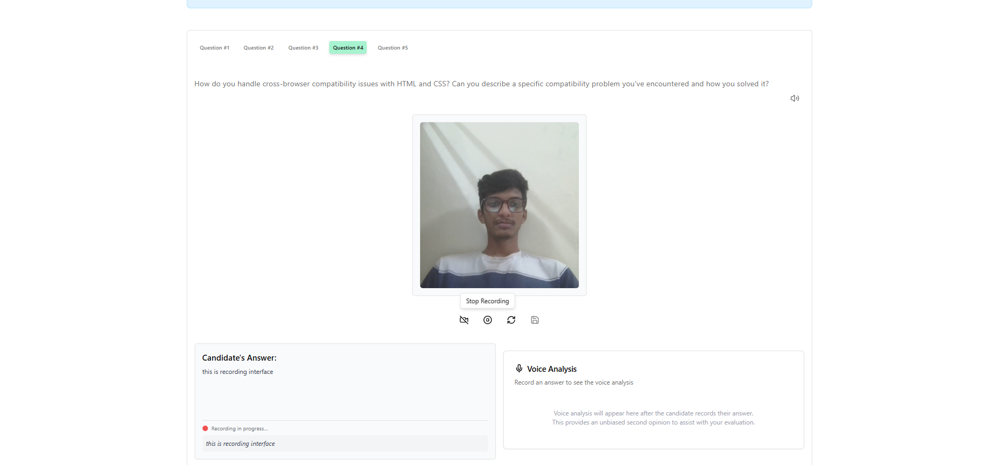 Question #1 Question #2 Question #3 Question #4 Question #5
How do you handle cross-browser compatibility issues with HTML and CSS? Can you describe a specific compatibility problem you've encountered and how you solved it?
Stop Recording
Candidate's Answer:
this is recording interface
Recording in progress...
this is recording interface
Voice Analysis
Record an answer to see the voice analysis
Voice analysis will appear here after the candidate records their answer.
This provides an unbiased second opinion to assist with your evaluation.